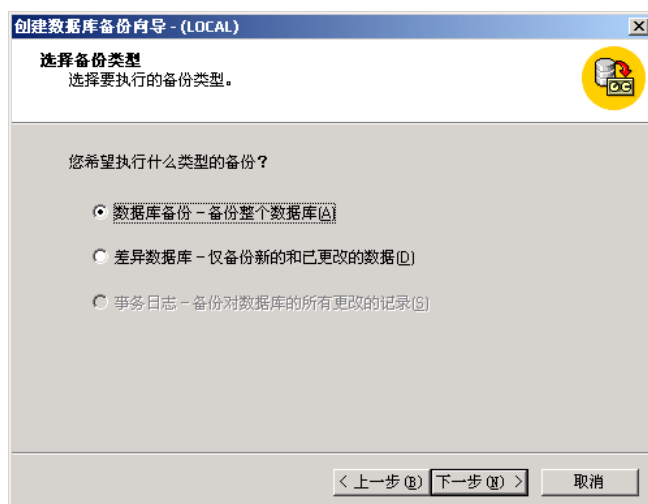 创建数据库备份向导 - (LOCAL)
选择备份类型
选择要执行的备份类型。
您希望执行什么类型的备份？
数据库备份 - 备份整个数据库(A)
差异数据库 - 仅备份新的和已更改的数据(D)
事务日志 - 备份对数据库的所有更改的记录(S)
< 上一步(B) 下一步(N) > 取消